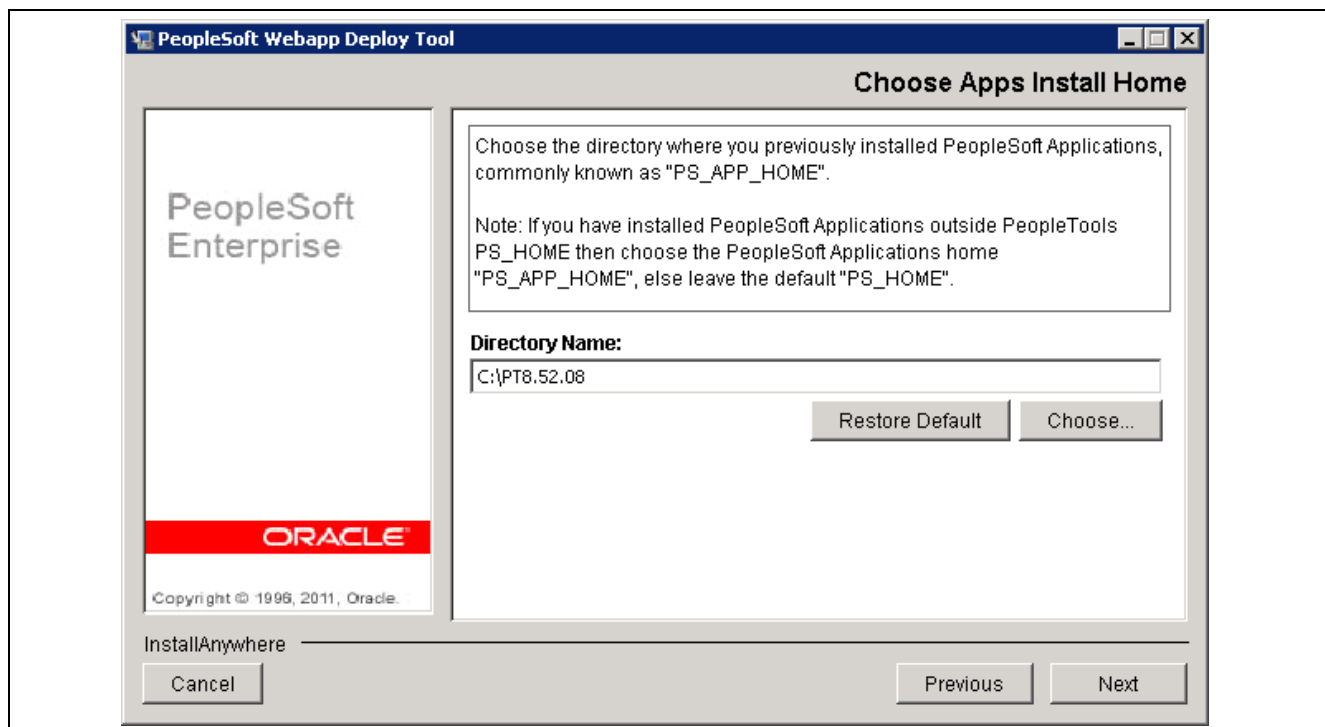 PeopleSoft Webapp Deploy Tool
Choose Apps Install Home
PeopleSoft
Enterprise
ORACLE
Copyright © 1996, 2011, Oracle.
Choose the directory where you previously installed PeopleSoft Applications,
commonly known as "PS_APP_HOME".
Note: If you have installed PeopleSoft Applications outside PeopleTools
PS_HOME then choose the PeopleSoft Applications home
"PS_APP_HOME", else leave the default "PS_HOME".
Directory Name:
C:\PT8.52.08
Restore Default Choose...
InstallAnywhere
Cancel Previous Next